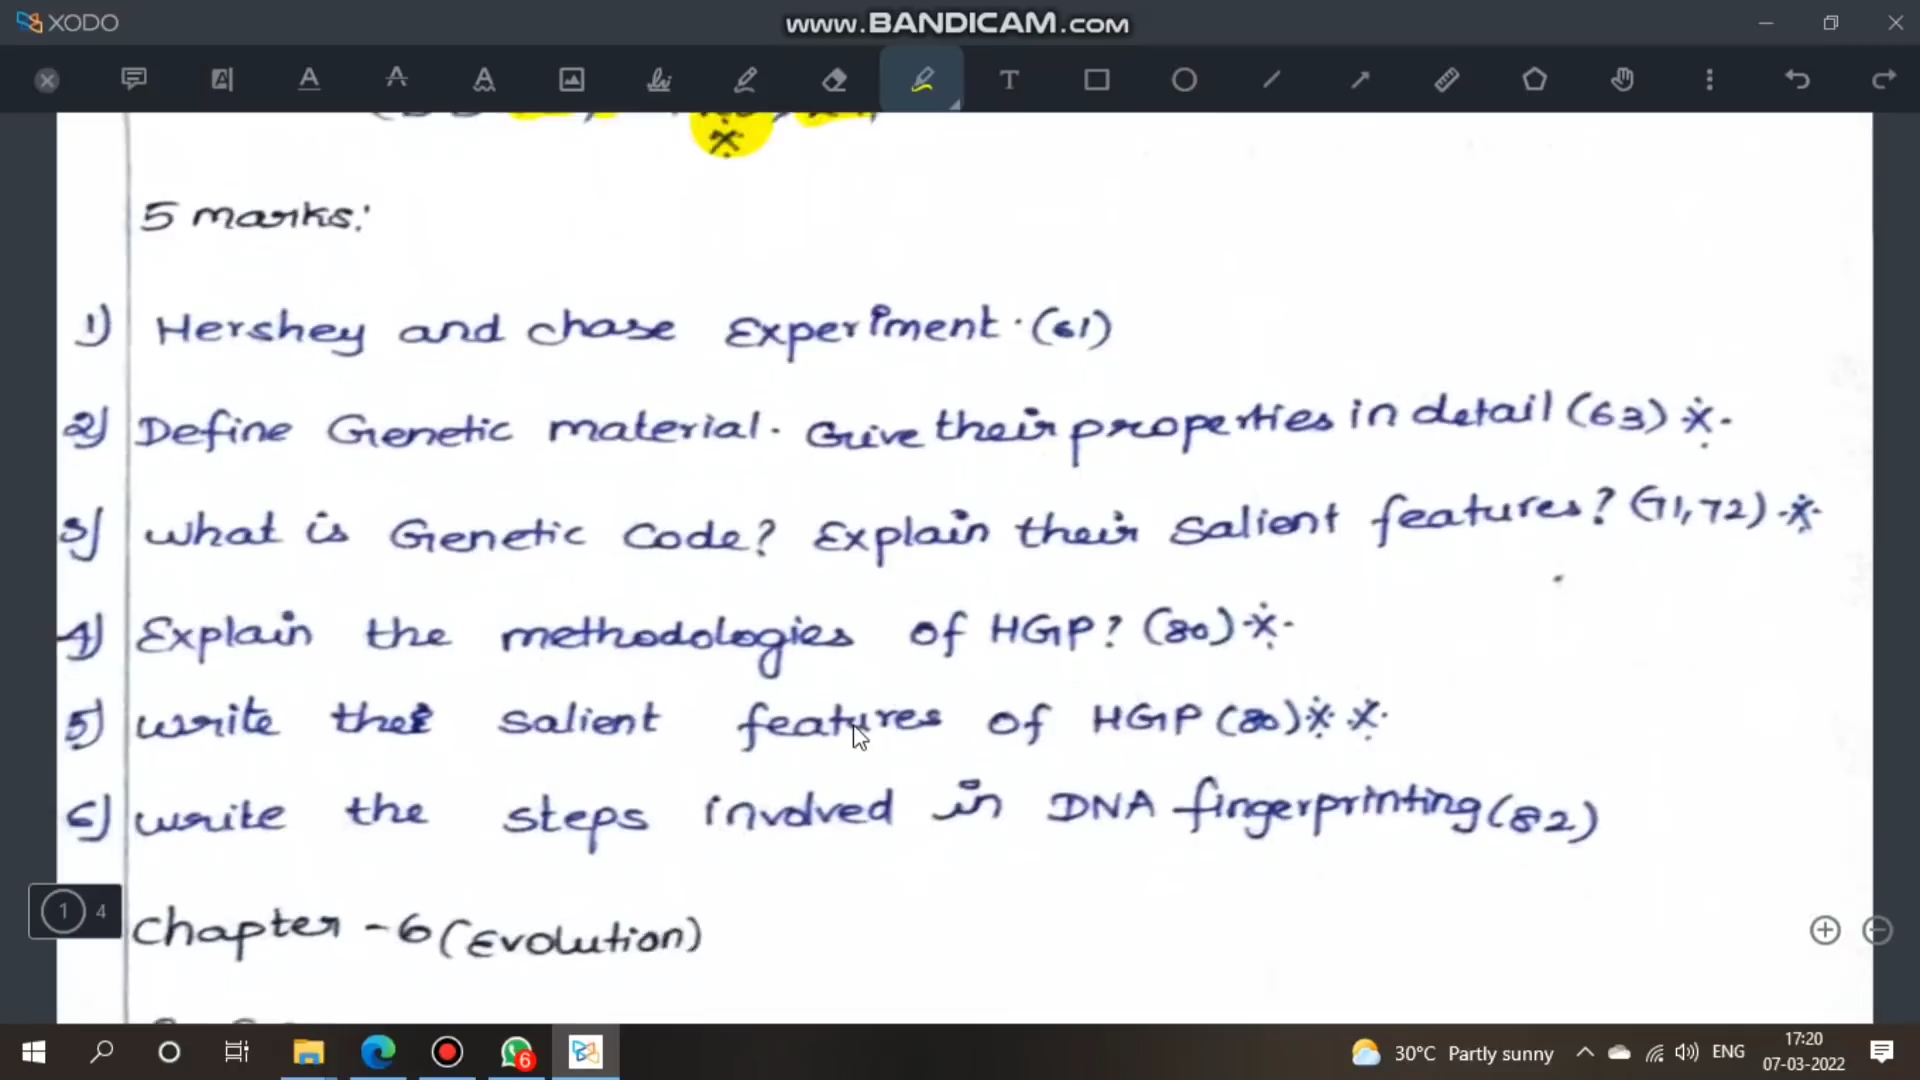 XODO
www.BANDICAM.com
5 marks:
1) Hershey and chase Experiment. (61)
2) Define Genetic material. Give their properties in detail (63) *.
3) what is Genetic Code? Explain their Salient features? (71,72) *
4) Explain the methodologies of HGP? (80) *
5) write the salient features of HGP (80) * *
6) write the steps involved in DNA fingerprinting (82)
1 4
Chapter - 6 (Evolution)
6
30°C Partly sunny
ENG
17:20
07-03-2022